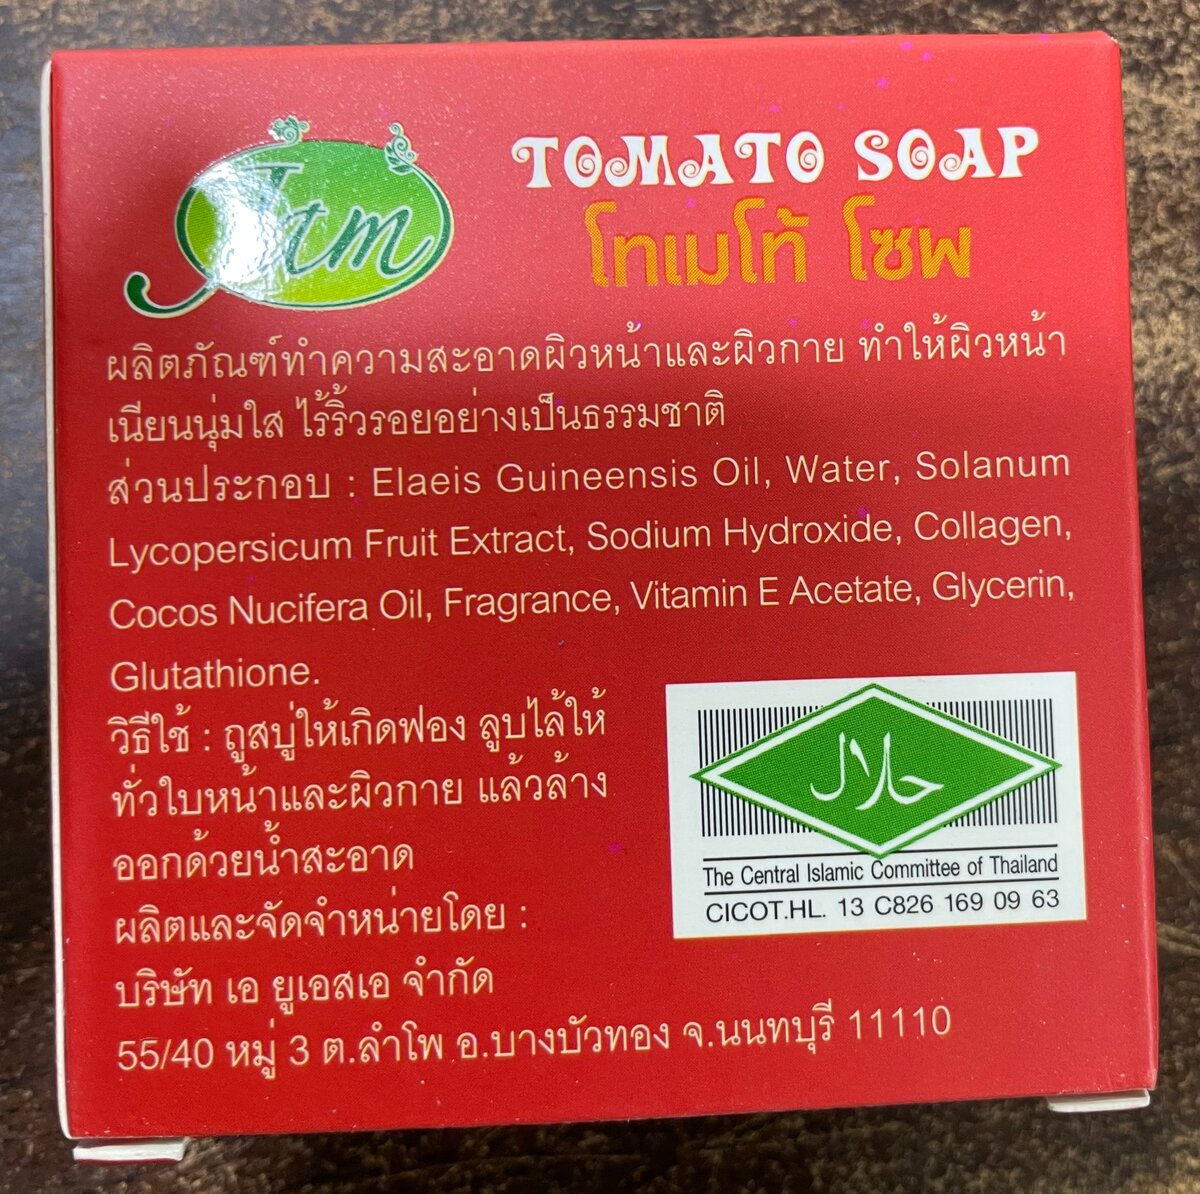 Jam
TOMATO SOAP
โทเมโท้ โซพ
ผลิตภัณฑ์ทำความสะอาดผิวหน้าและผิวกาย ทำให้ผิวหน้า
เนียนนุ่มใส ไร้ริ้วรอยอย่างเป็นธรรมชาติ
ส่วนประกอบ : Elaeis Guineensis Oil, Water, Solanum
Lycopersicum Fruit Extract, Sodium Hydroxide, Collagen,
Cocos Nucifera Oil, Fragrance, Vitamin E Acetate, Glycerin,
Glutathione.
วิธีใช้ : ถูสบู่ให้เกิดฟอง ลูบไล้ให้
ทั่วใบหน้าและผิวกาย แล้วล้าง
ออกด้วยน้ำสะอาด
ผลิตและจัดจำหน่ายโดย :
บริษัท เอ ยูเอสเอ จำกัด
55/40 หมู่ 3 ต.ลำโพ อ.บางบัวทอง จ.นนทบุรี 11110
حلال
The Central Islamic Committee of Thailand
CICOT.HL. 13 C826 169 09 63